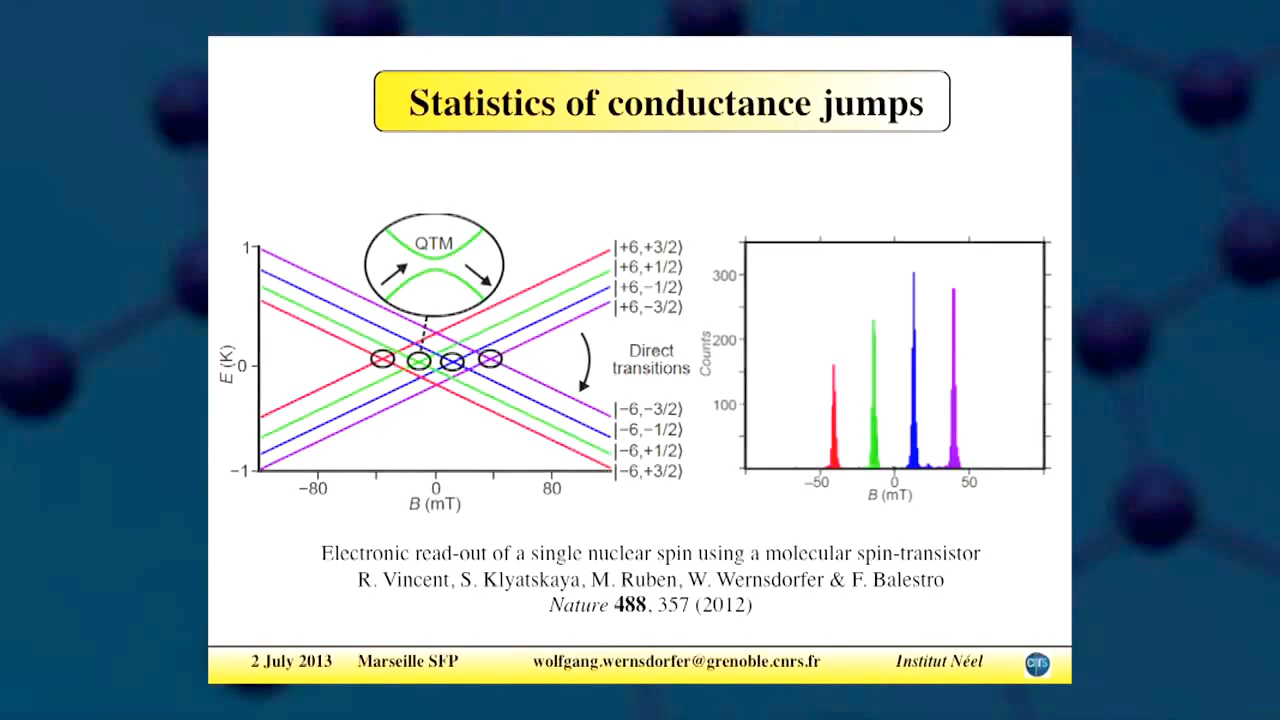 Statistics of conductance jumps
QTM
1
0
−1
E (K)
−80
0
80
B (mT)
|+6,+3/2⟩
|+6,+1/2⟩
|+6,−1/2⟩
|+6,−3/2⟩
Direct
transitions
|−6,−3/2⟩
|−6,−1/2⟩
|−6,+1/2⟩
|−6,+3/2⟩
Counts
300
200
100
−50
0
50
B (mT)
Electronic read-out of a single nuclear spin using a molecular spin-transistor
R. Vincent, S. Klyatskaya, M. Ruben, W. Wernsdorfer & F. Balestro
Nature 488, 357 (2012)
2 July 2013 Marseille SFP wolfgang.wernsdorfer@grenoble.cnrs.fr Institut Néel cnrs